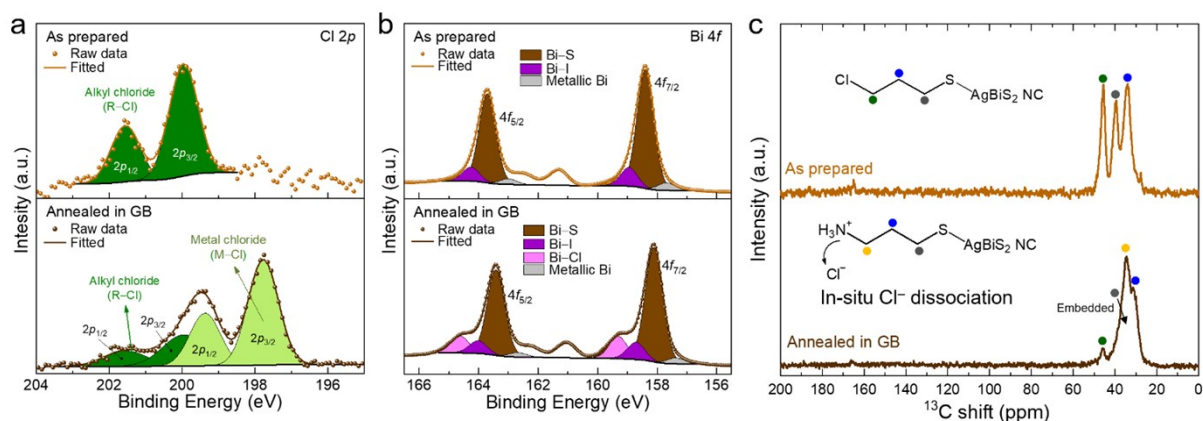 a
Cl 2p
As prepared
Raw data
Fitted
Alkyl chloride
(R–Cl)
2p1/2
2p3/2
Annealed in GB
Raw data
Fitted
Metal chloride
(M–Cl)
Alkyl chloride
(R–Cl)
2p1/2
2p3/2
2p1/2
2p3/2
Intesity (a.u.)
204 202 200 198 196
Binding Energy (eV)
b
As prepared
Bi 4f
Raw data
Fitted
Bi–S
Bi–I
Metallic Bi
4f5/2
4f7/2
Annealed in GB
Raw data
Fitted
Bi–S
Bi–I
Bi–Cl
Metallic Bi
4f5/2
4f7/2
Intesity (a.u.)
166 164 162 160 158 156
Binding Energy (eV)
c
Cl
S
AgBiS2 NC
As prepared
H3N+
S
AgBiS2 NC
Cl−
In-situ Cl− dissociation
Embedded
Annealed in GB
Intensity (a.u.)
200 180 160 140 120 100 80 60 40 20 0
13C shift (ppm)